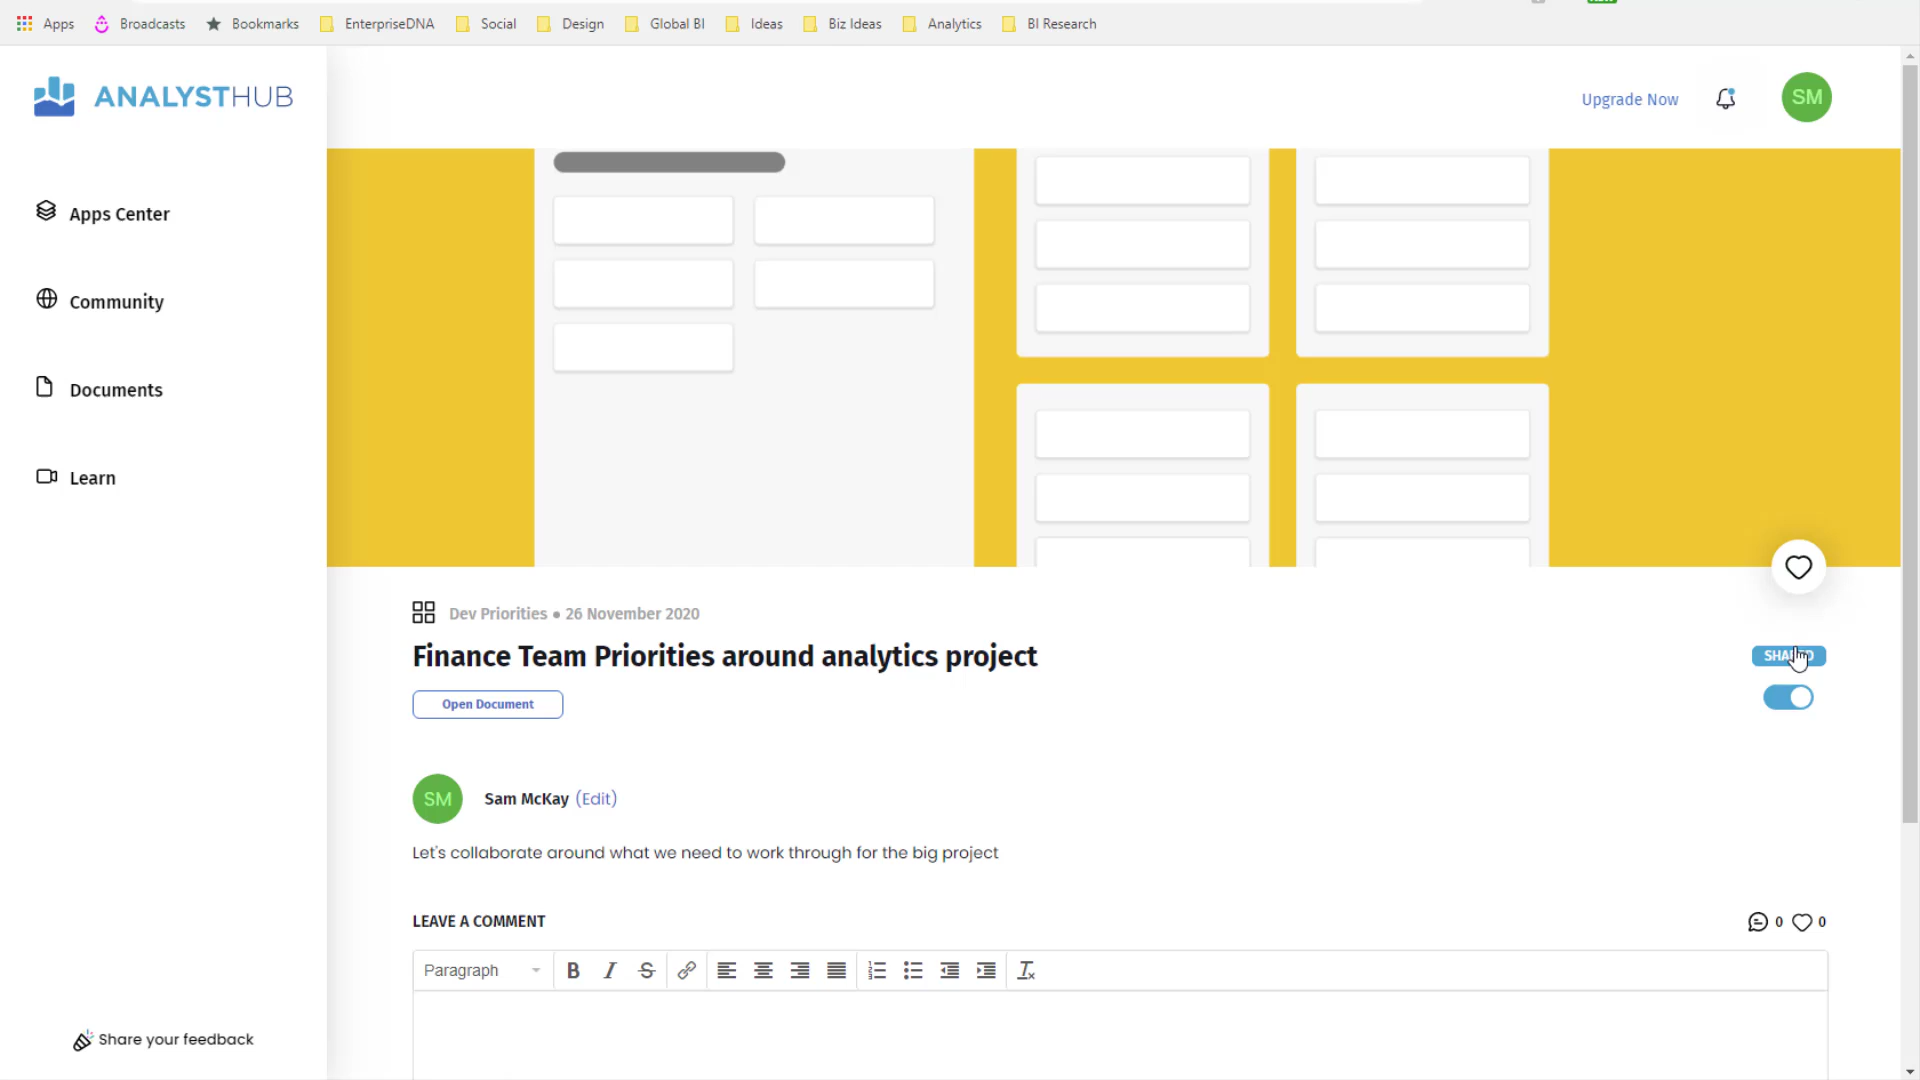 Apps Broadcasts Bookmarks EnterpriseDNA Social Design Global BI Ideas Biz Ideas Analytics BI Research
ANALYSTHUB
Upgrade Now
SM
Apps Center
Community
Documents
Learn
Dev Priorities • 26 November 2020
Finance Team Priorities around analytics project
Open Document
SM
Sam McKay (Edit)
Let's collaborate around what we need to work through for the big project
LEAVE A COMMENT
0 0
Paragraph
Share your feedback